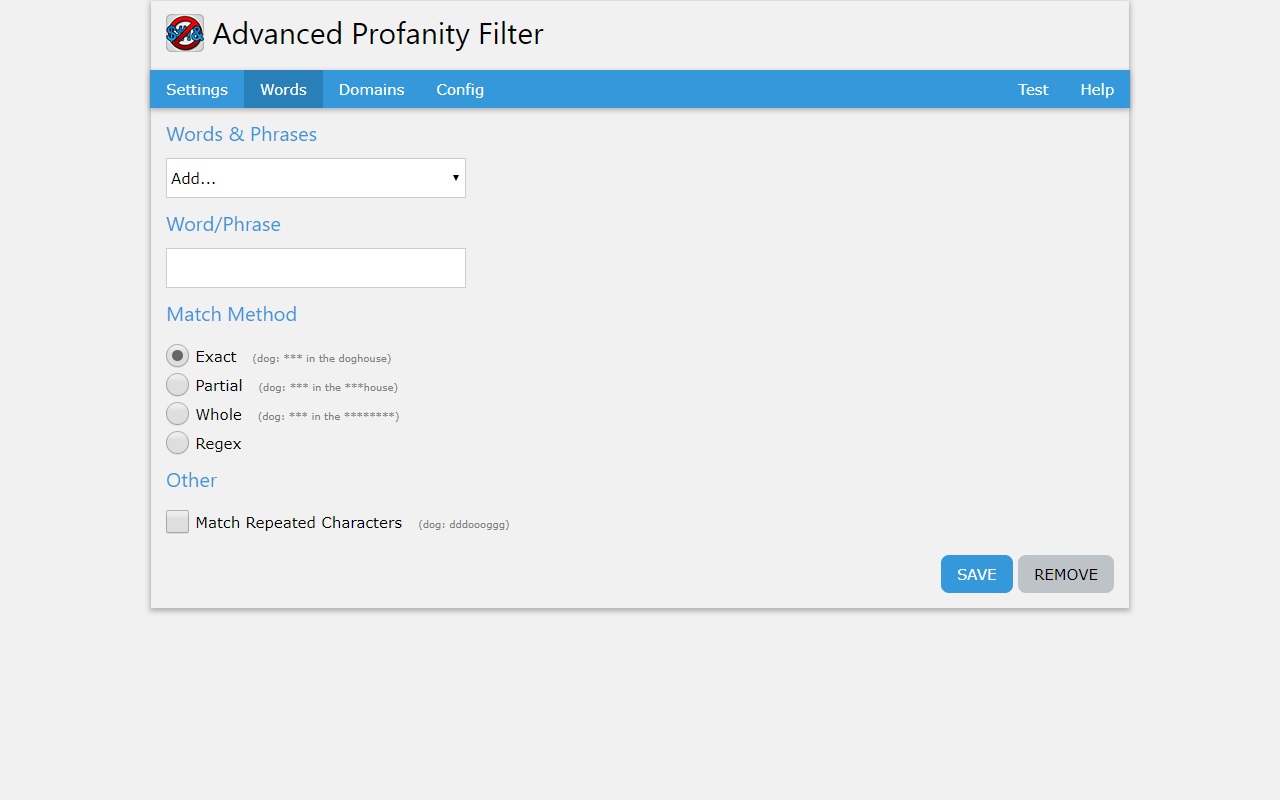 $%!&
Advanced Profanity Filter
Settings Words Domains Config Test Help
Words & Phrases
Add...
Word/Phrase
Match Method
Exact (dog: *** in the doghouse)
Partial (dog: *** in the ***house)
Whole (dog: *** in the ********)
Regex
Other
Match Repeated Characters (dog: dddoooggg)
SAVE REMOVE